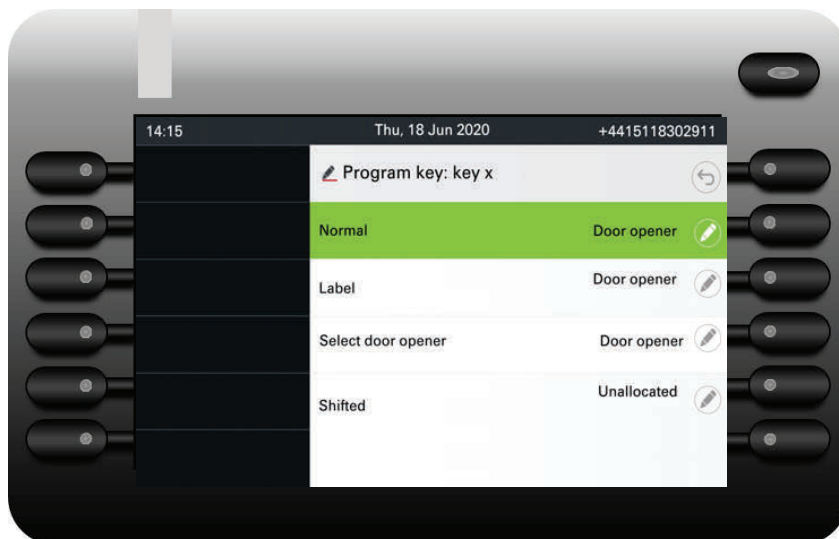 14:15 Thu, 18 Jun 2020 +4415118302911
Program key: key x
Normal Door opener
Label Door opener
Select door opener Door opener
Shifted Unallocated